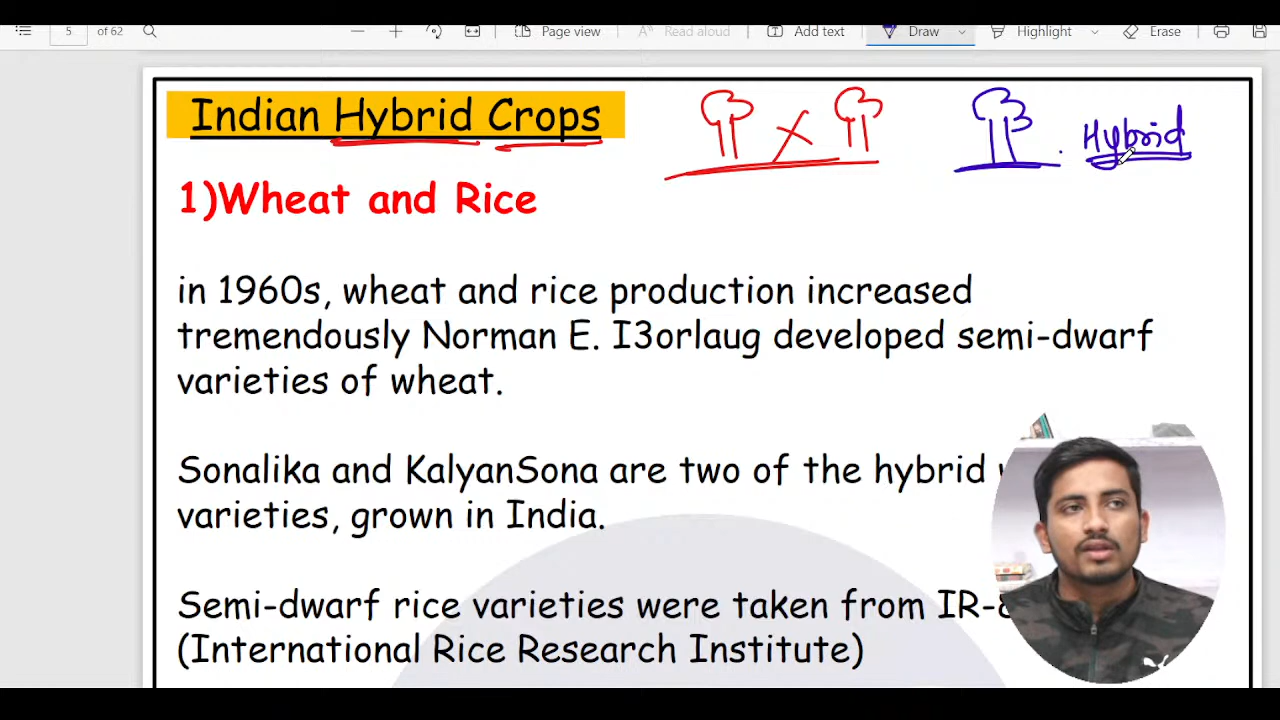 5 of 62 Page view Read aloud Add text Draw Highlight Erase
Indian Hybrid Crops
Hybrid
1)Wheat and Rice
in 1960s, wheat and rice production increased
tremendously Norman E. I3orlaug developed semi-dwarf
varieties of wheat.
Sonalika and KalyanSona are two of the hybrid
varieties, grown in India.
Semi-dwarf rice varieties were taken from
(International Rice Research Institute)